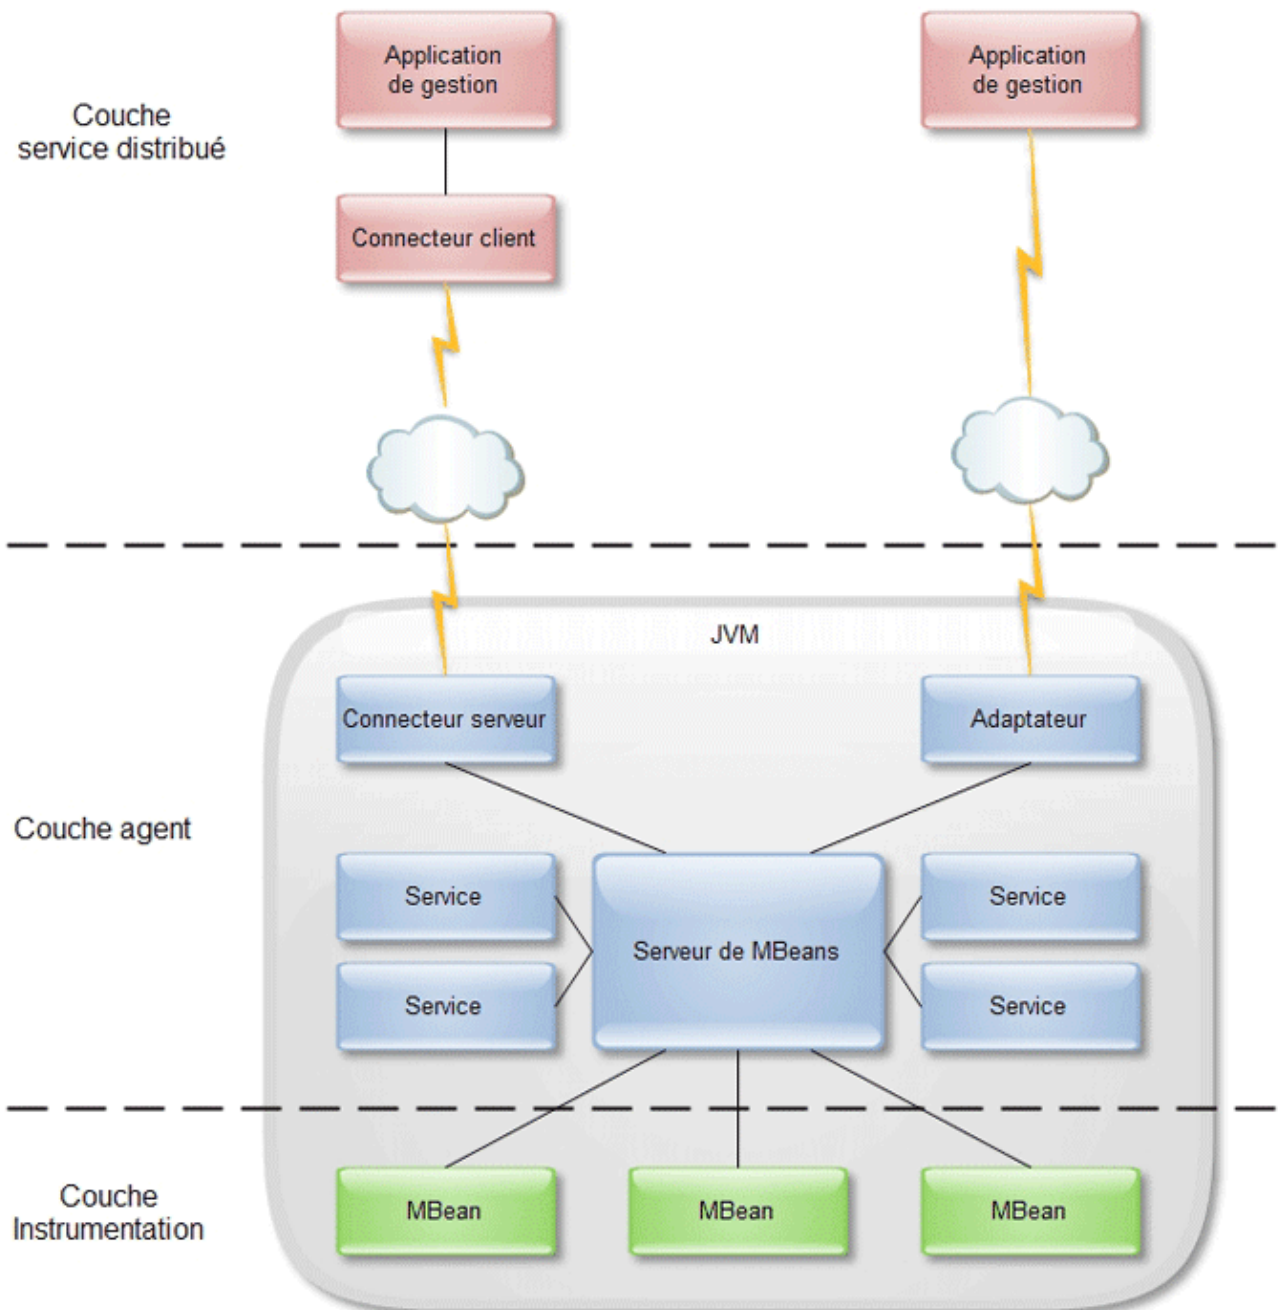 Application
de gestion
Application
de gestion
Couche
service distribué
Connecteur client
JVM
Connecteur serveur
Adaptateur
Couche agent
Service
Service
Serveur de MBeans
Service
Service
Couche
Instrumentation
MBean
MBean
MBean